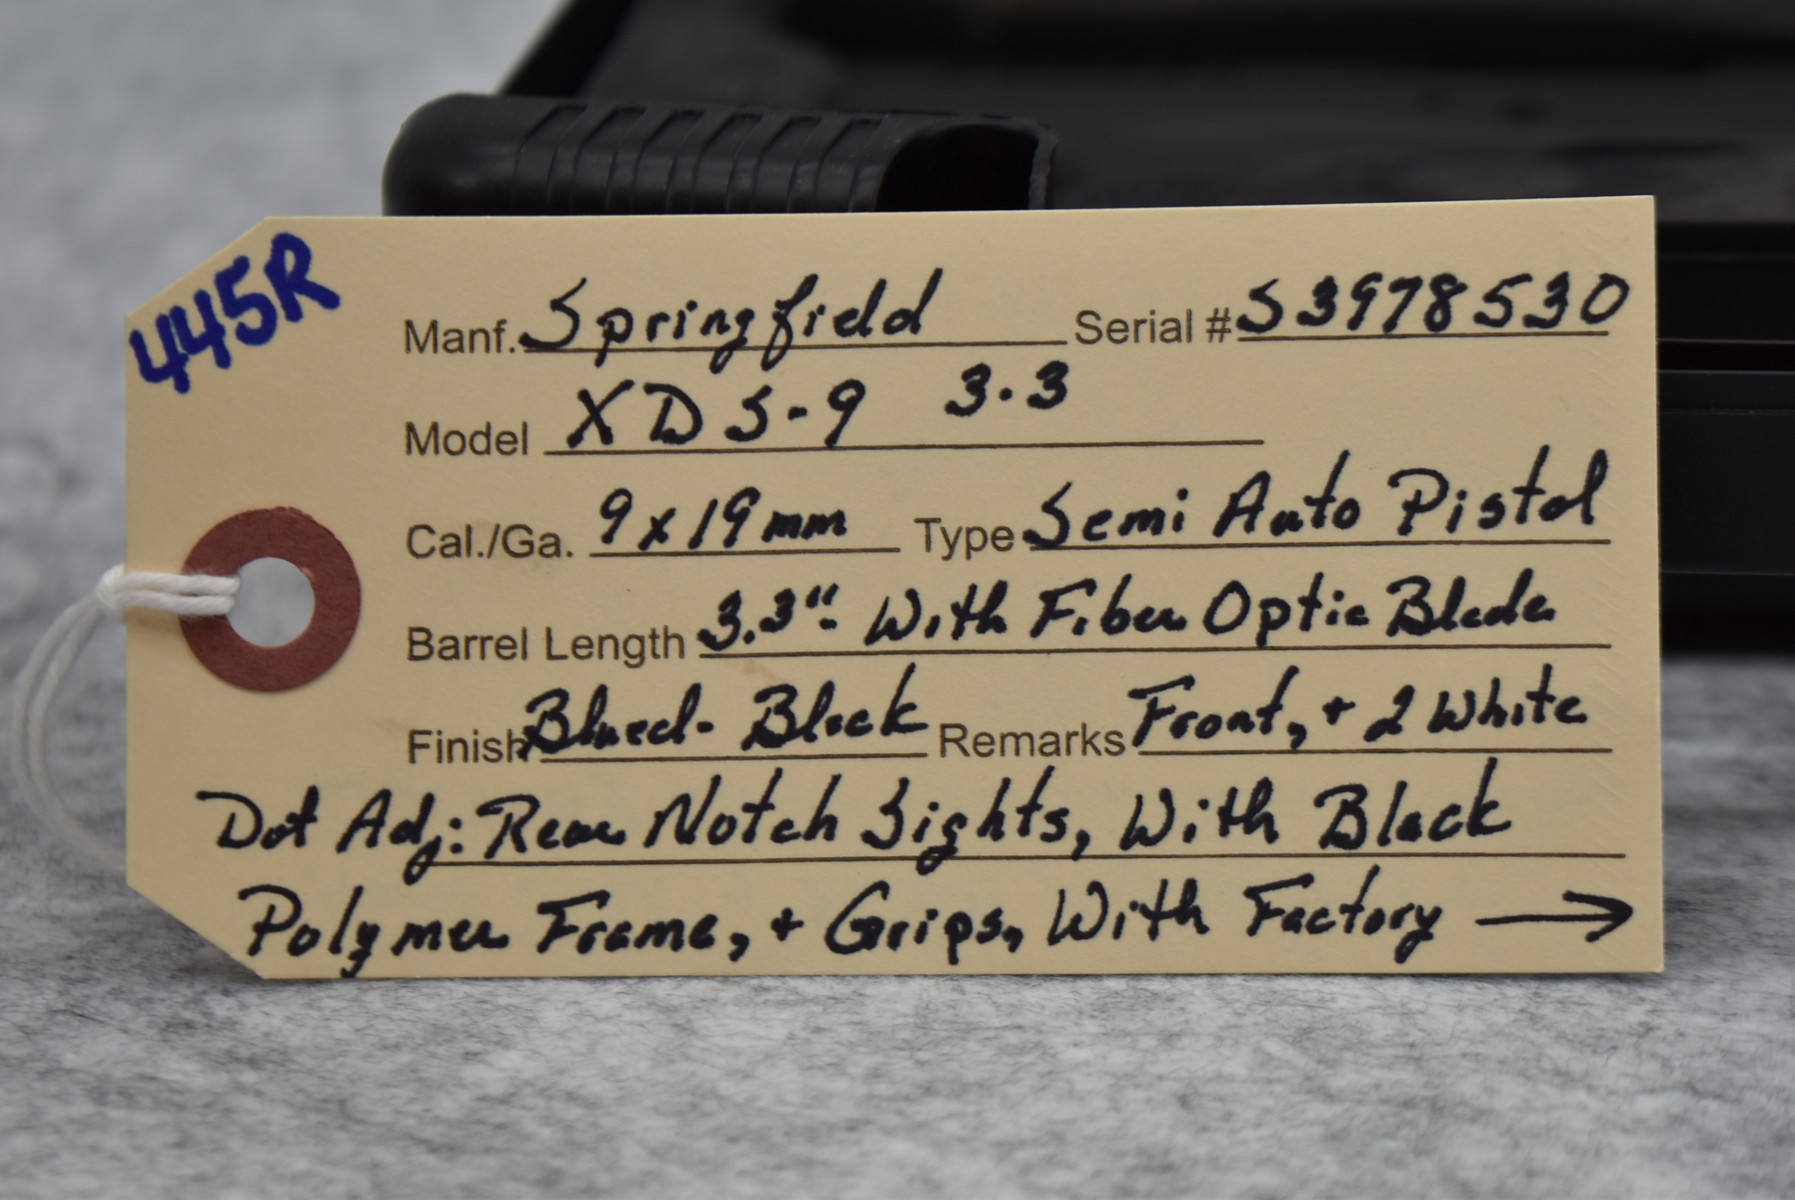 445R
Manf. Springfield Serial # S3978530
Model XDS-9 3.3
Cal./Ga. 9x19mm Type Semi Auto Pistol
Barrel Length 3.3". With Fiber Optic Blade
Finish Blued- Black Remarks Front, + 2 White
Dot Adj: Rear Notch Sights, With Black
Polymer Frame, + Grips, With Factory →